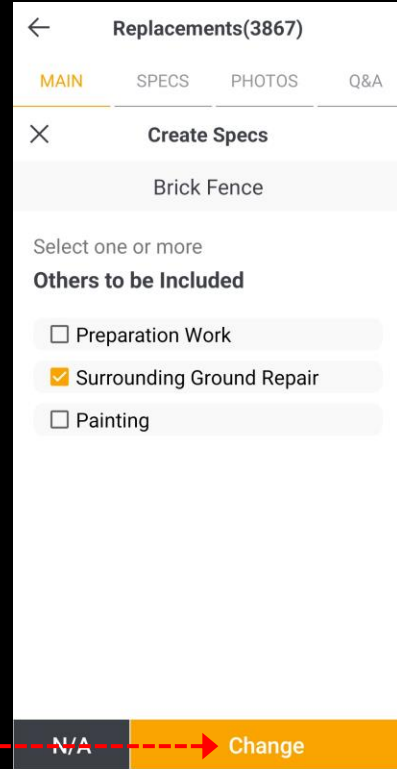 Replacements(3867)
MAIN SPECS PHOTOS Q&A
Create Specs
Brick Fence
Select one or more
Others to be Included
Preparation Work
Surrounding Ground Repair
Painting
N/A Change